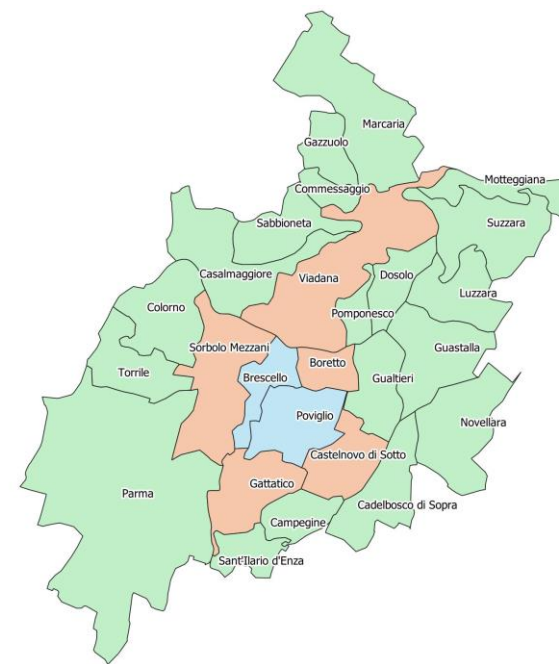 Marcaria
Gazzuolo
Motteggiana
Commessaggio
Suzzara
Sabbioneta
Casalmaggiore
Viadana
Dosolo
Luzzara
Colorno
Pomponesco
Sorbolo Mezzani
Guastalla
Boretto
Torrile
Brescello
Gualtieri
Poviglio
Novellara
Castelnovo di Sotto
Gattatico
Parma
Cadelbosco di Sopra
Campegine
Sant'Ilario d'Enza